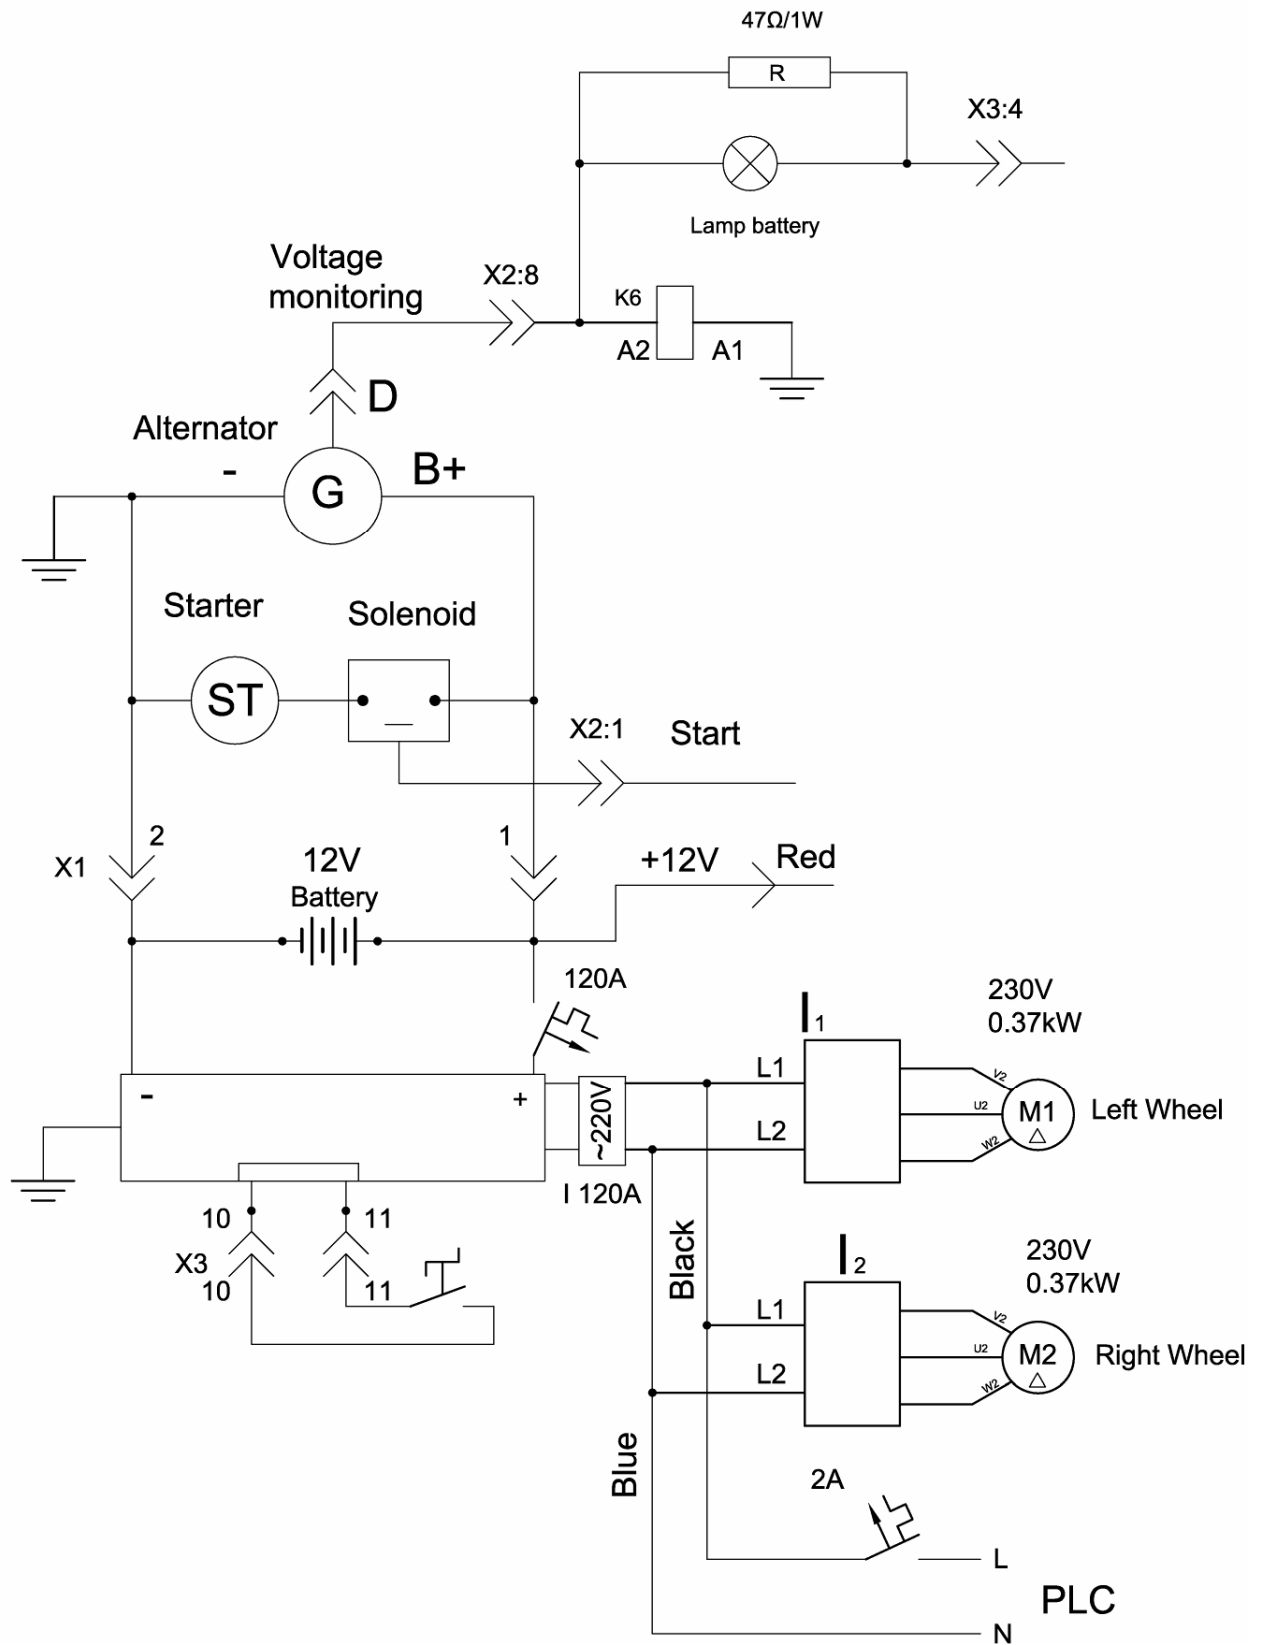 47Ω/1W
R
X3:4
Lamp battery
Voltage
monitoring
X2:8
K6
A2
A1
D
Alternator
-
B+
G
Starter
Solenoid
ST
X2:1
Start
2
1
X1
12V
Battery
+12V
Red
120A
-
+
~220V
I 120A
I1
230V
0.37kW
L1
L2
V2
U2
W2
M1
Left Wheel
10
11
X3
10
11
Black
I2
230V
0.37kW
L1
L2
V2
U2
W2
M2
Right Wheel
Blue
2A
L
PLC
N